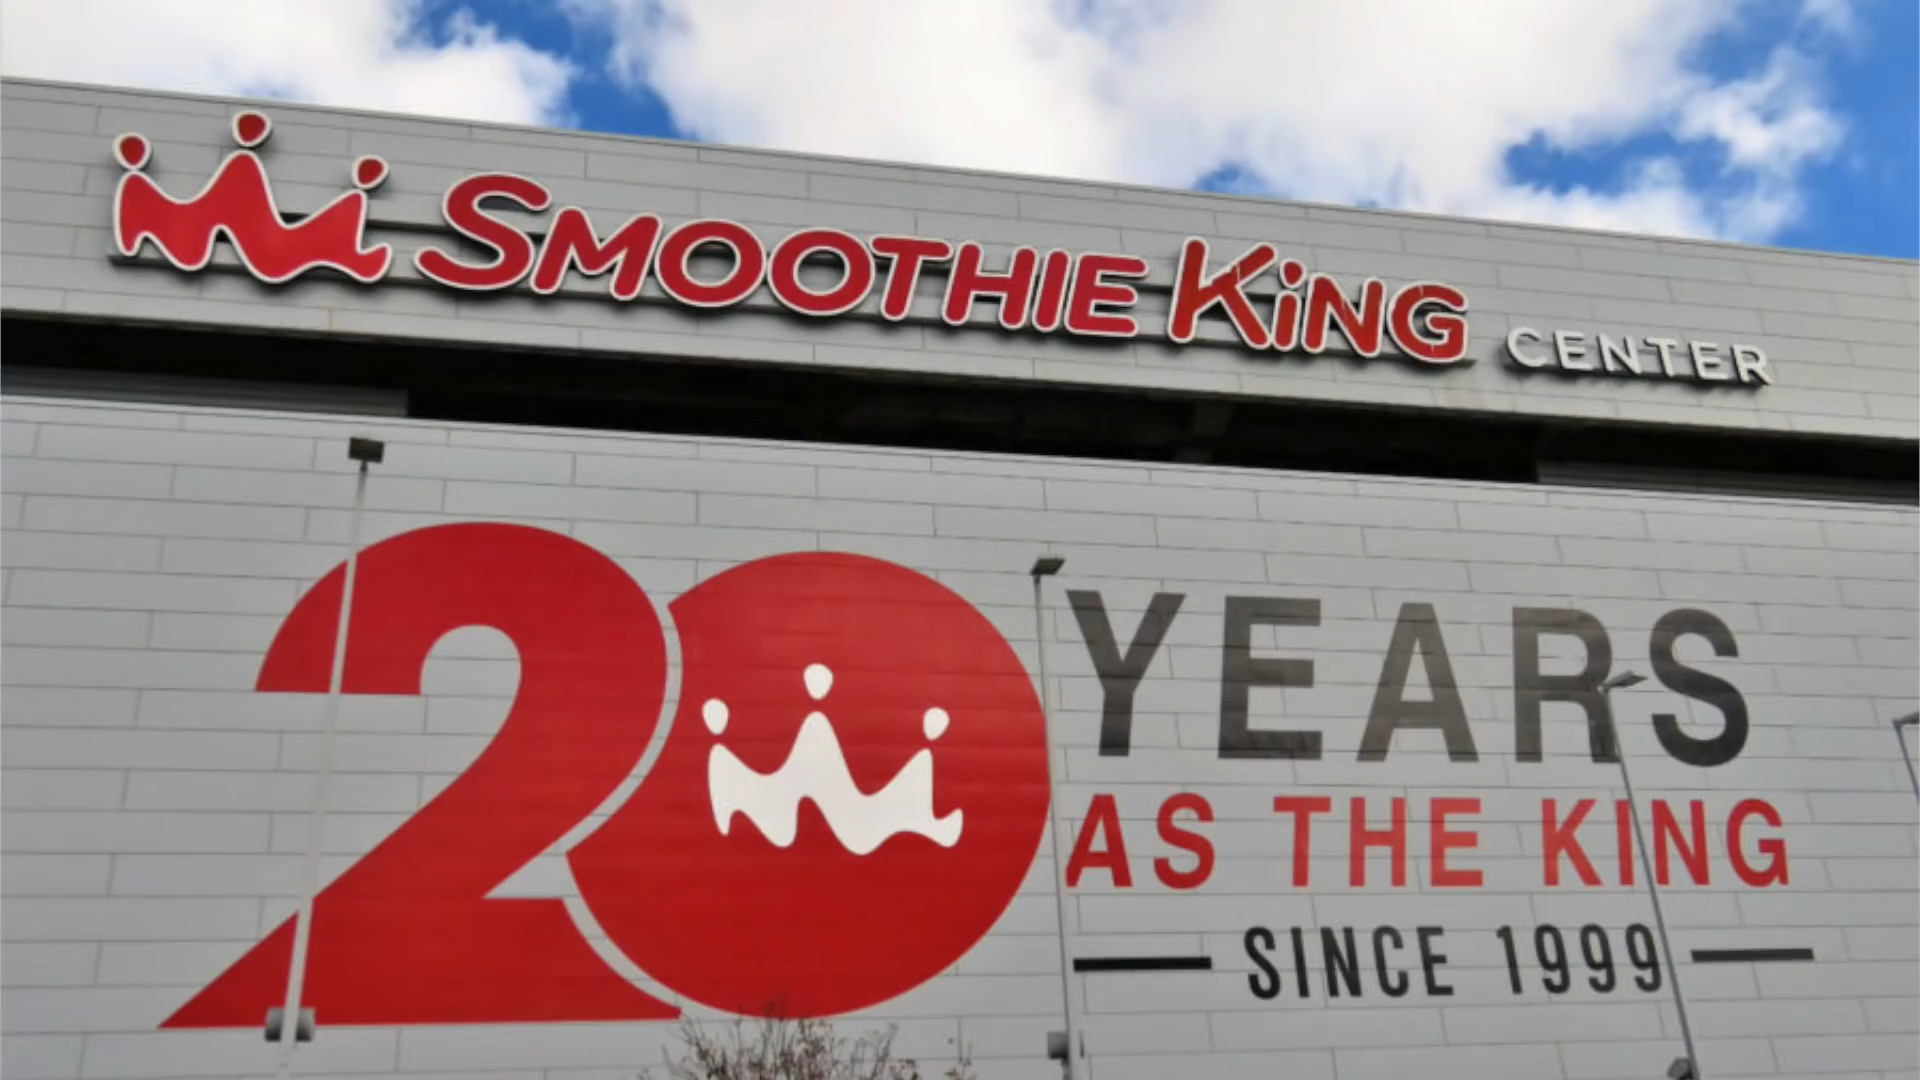 SMOOTHIE KiNG CENTER
20 YEARS
AS THE KING
SINCE 1999